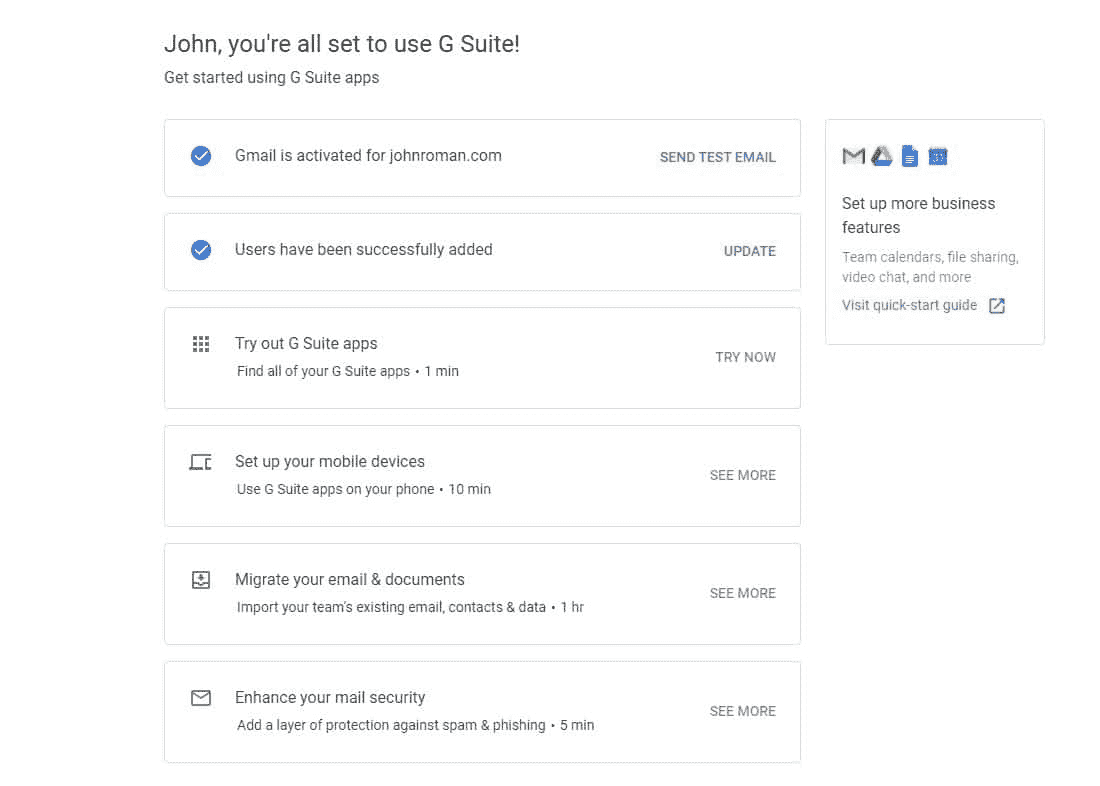 John, you're all set to use G Suite!
Get started using G Suite apps
Gmail is activated for johnroman.com
SEND TEST EMAIL
Users have been successfully added
UPDATE
Try out G Suite apps
Find all of your G Suite apps • 1 min
TRY NOW
Set up your mobile devices
Use G Suite apps on your phone • 10 min
SEE MORE
Migrate your email & documents
Import your team's existing email, contacts & data • 1 hr
SEE MORE
Enhance your mail security
Add a layer of protection against spam & phishing • 5 min
SEE MORE
Set up more business
features
Team calendars, file sharing,
video chat, and more
Visit quick-start guide